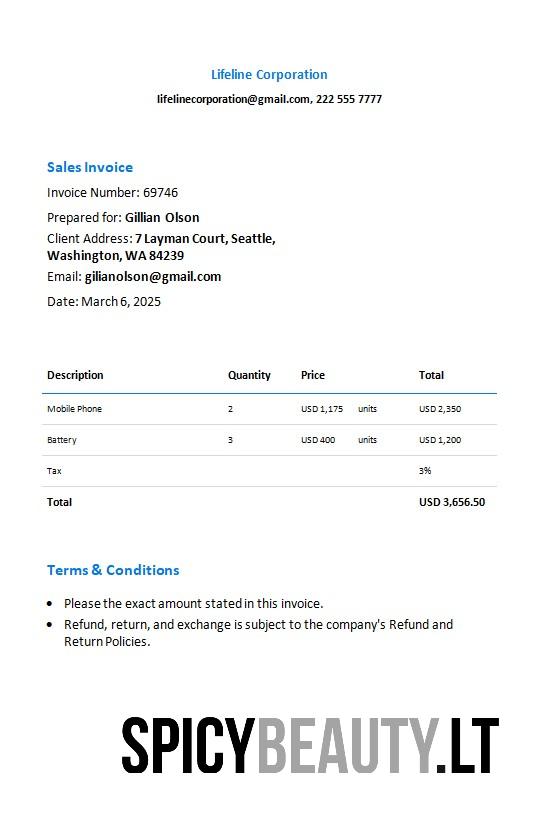 Lifeline Corporation
lifelinecorporation@gmail.com, 222 555 7777
Sales Invoice
Invoice Number: 69746
Prepared for: Gillian Olson
Client Address: 7 Layman Court, Seattle,
Washington, WA 84239
Email: gilianolson@gmail.com
Date: March 6, 2025
Description Quantity Price Total
Mobile Phone 2 USD 1,175 units USD 2,350
Battery 3 USD 400 units USD 1,200
Tax 3%
Total USD 3,656.50
Terms & Conditions
• Please the exact amount stated in this invoice.
• Refund, return, and exchange is subject to the company's Refund and
Return Policies.
SPICYBEAUTY.LT